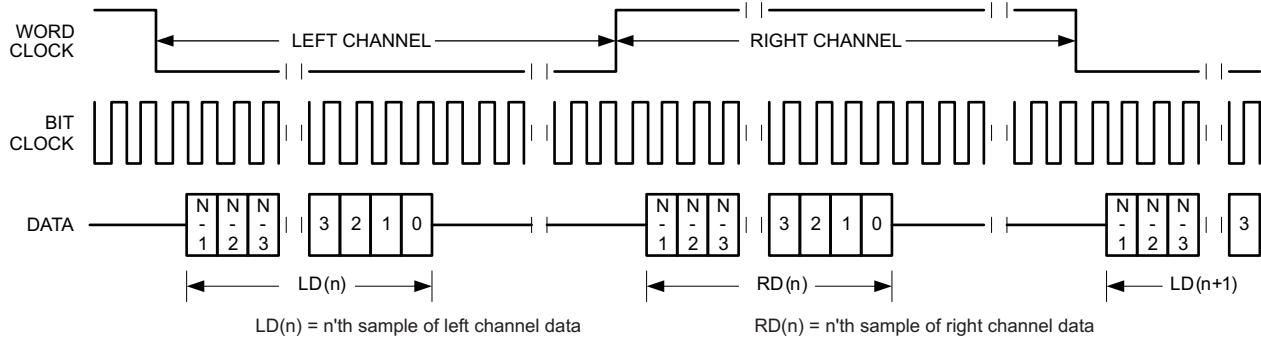 WORD
CLOCK
LEFT CHANNEL
RIGHT CHANNEL
BIT
CLOCK
DATA
N
-
1
N
-
2
N
-
3
3
2
1
0
N
-
1
N
-
2
N
-
3
3
2
1
0
N
-
1
N
-
2
N
-
3
3
LD(n)
RD(n)
LD(n+1)
LD(n) = n'th sample of left channel data
RD(n) = n'th sample of right channel data